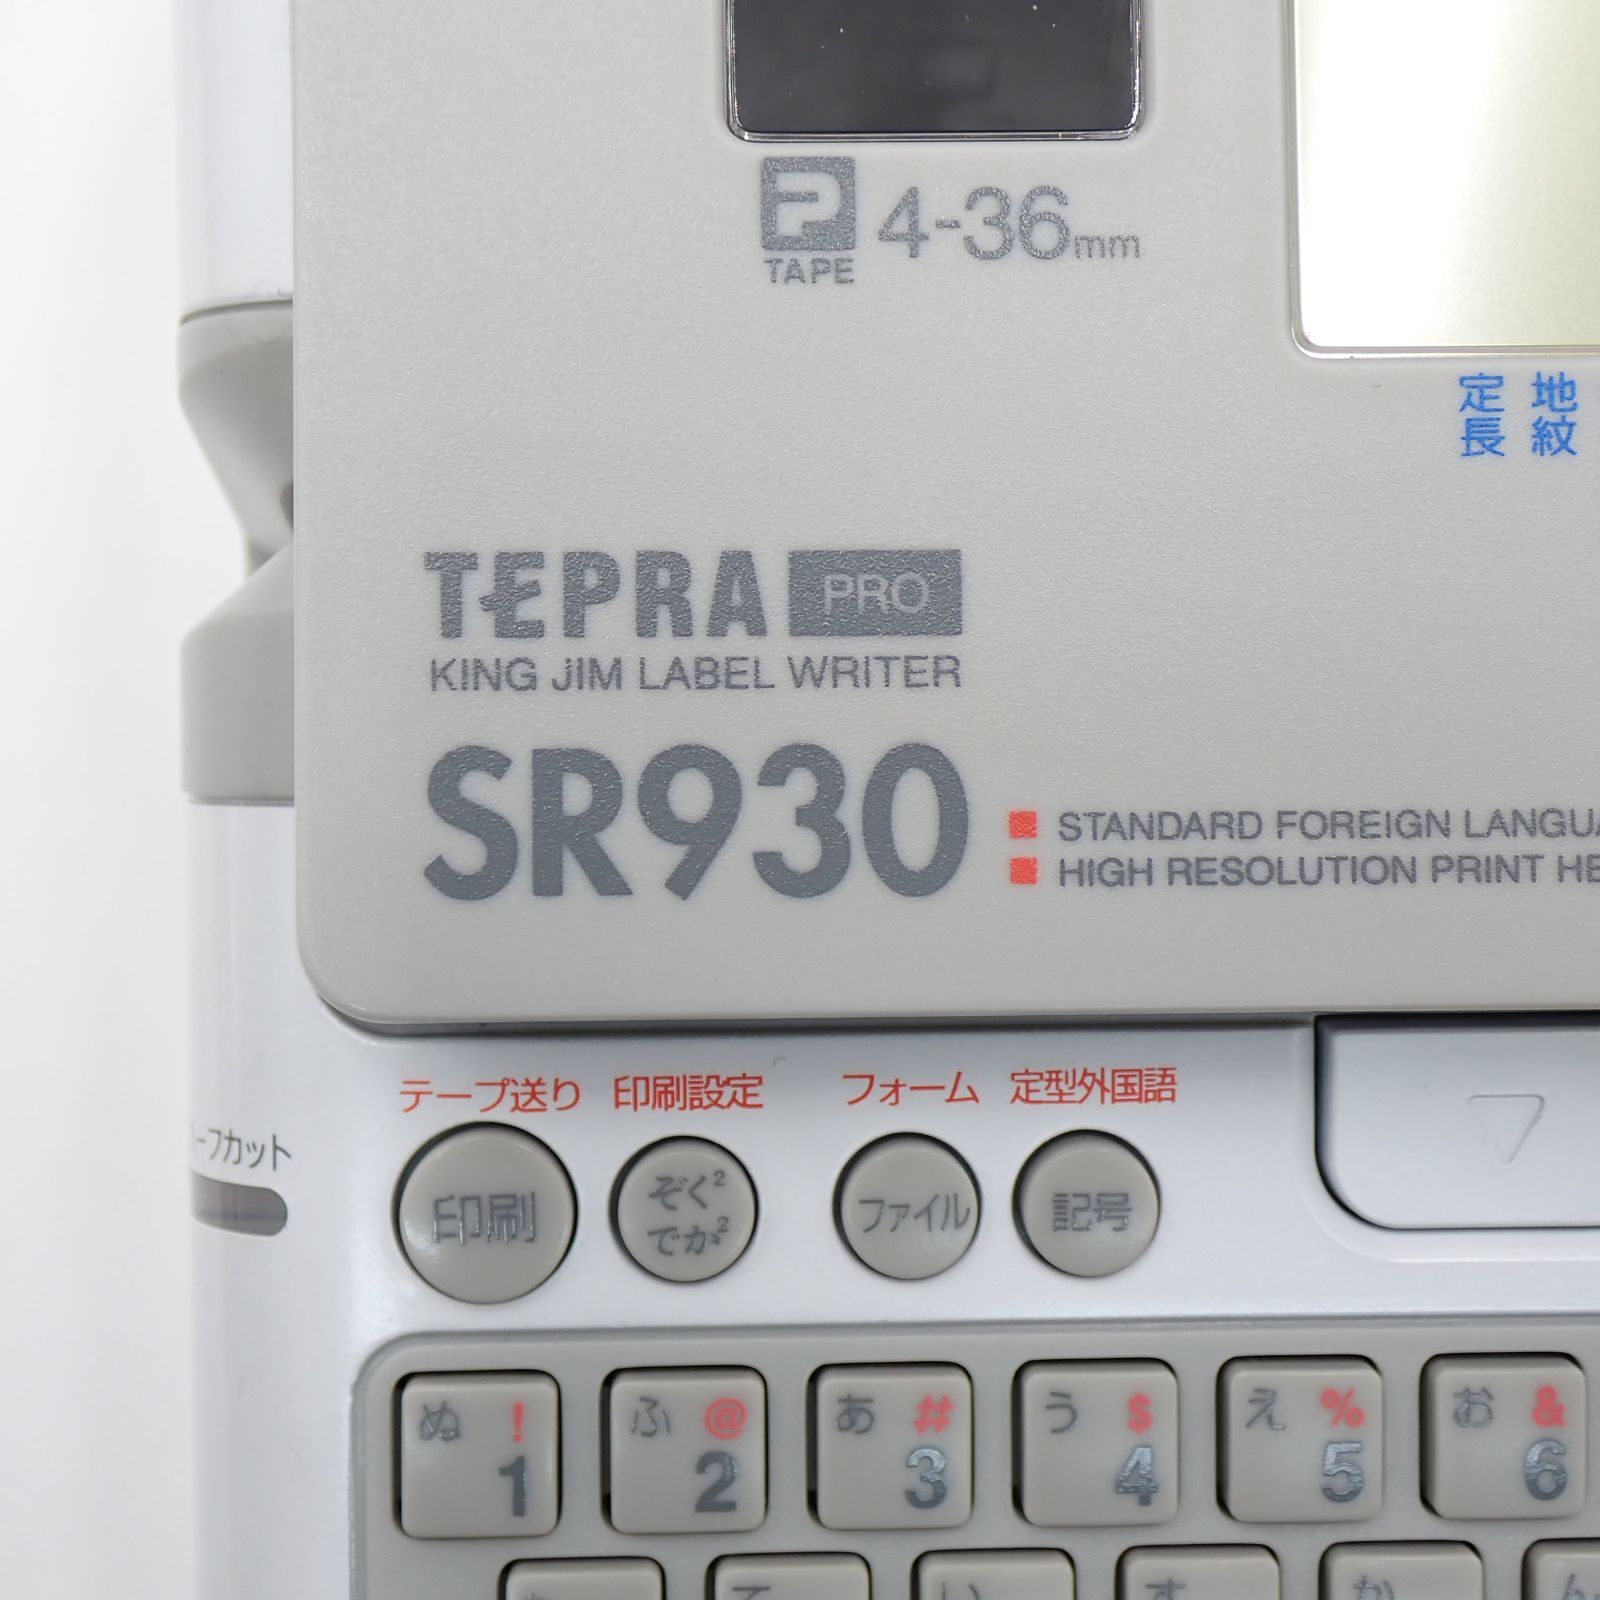 TAPE 4-36mm
定長 地紋
TEPRA PRO
KING JIM LABEL WRITER
SR930
STANDARD FOREIGN
HIGH RESOLUTION PRINT
テープ送り 印刷設定 フォーム 定型外国語
印刷 ぞく² でか² ファイル 記号
ーフカット
ぬ ! 1 ふ @ 2 あ # 3 う $ 4 え % 5 お & 6